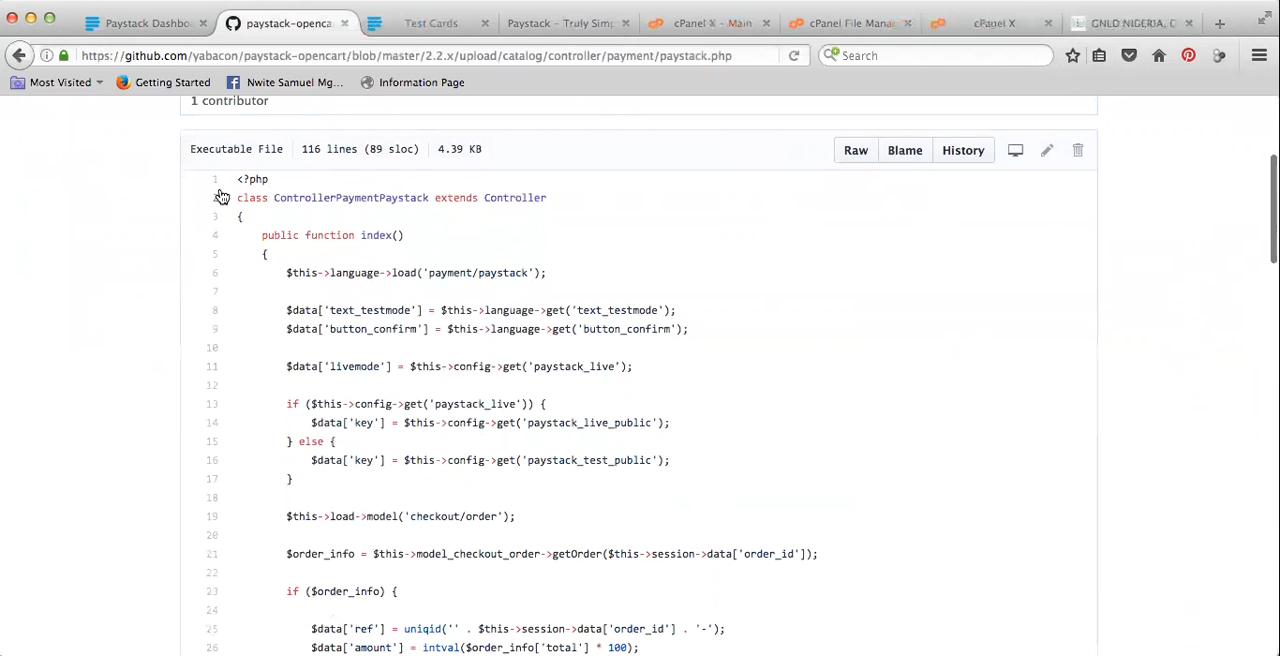 Paystack Dashbo...
paystack-openca...
Test Cards
Paystack – Truly Simp...
cPanel X - Main
cPanel File Mana...
cPanel X
GNLD NIGERIA, D...
https://github.com/yabacon/paystack-opencart/blob/master/2.2.x/upload/catalog/controller/payment/paystack.php
Search
Most Visited
Getting Started
Nwite Samuel Mg...
Information Page
1 contributor
Executable File 116 lines (89 sloc) 4.39 KB
Raw Blame History
1 <?php
2 class ControllerPaymentPaystack extends Controller
3 {
4 public function index()
5 {
6 $this->language->load('payment/paystack');
7
8 $data['text_testmode'] = $this->language->get('text_testmode');
9 $data['button_confirm'] = $this->language->get('button_confirm');
10
11 $data['livemode'] = $this->config->get('paystack_live');
12
13 if ($this->config->get('paystack_live')) {
14 $data['key'] = $this->config->get('paystack_live_public');
15 } else {
16 $data['key'] = $this->config->get('paystack_test_public');
17 }
18
19 $this->load->model('checkout/order');
20
21 $order_info = $this->model_checkout_order->getOrder($this->session->data['order_id']);
22
23 if ($order_info) {
24
25 $data['ref'] = uniqid('' . $this->session->data['order_id'] . '-');
26 $data['amount'] = intval($order_info['total'] * 100);